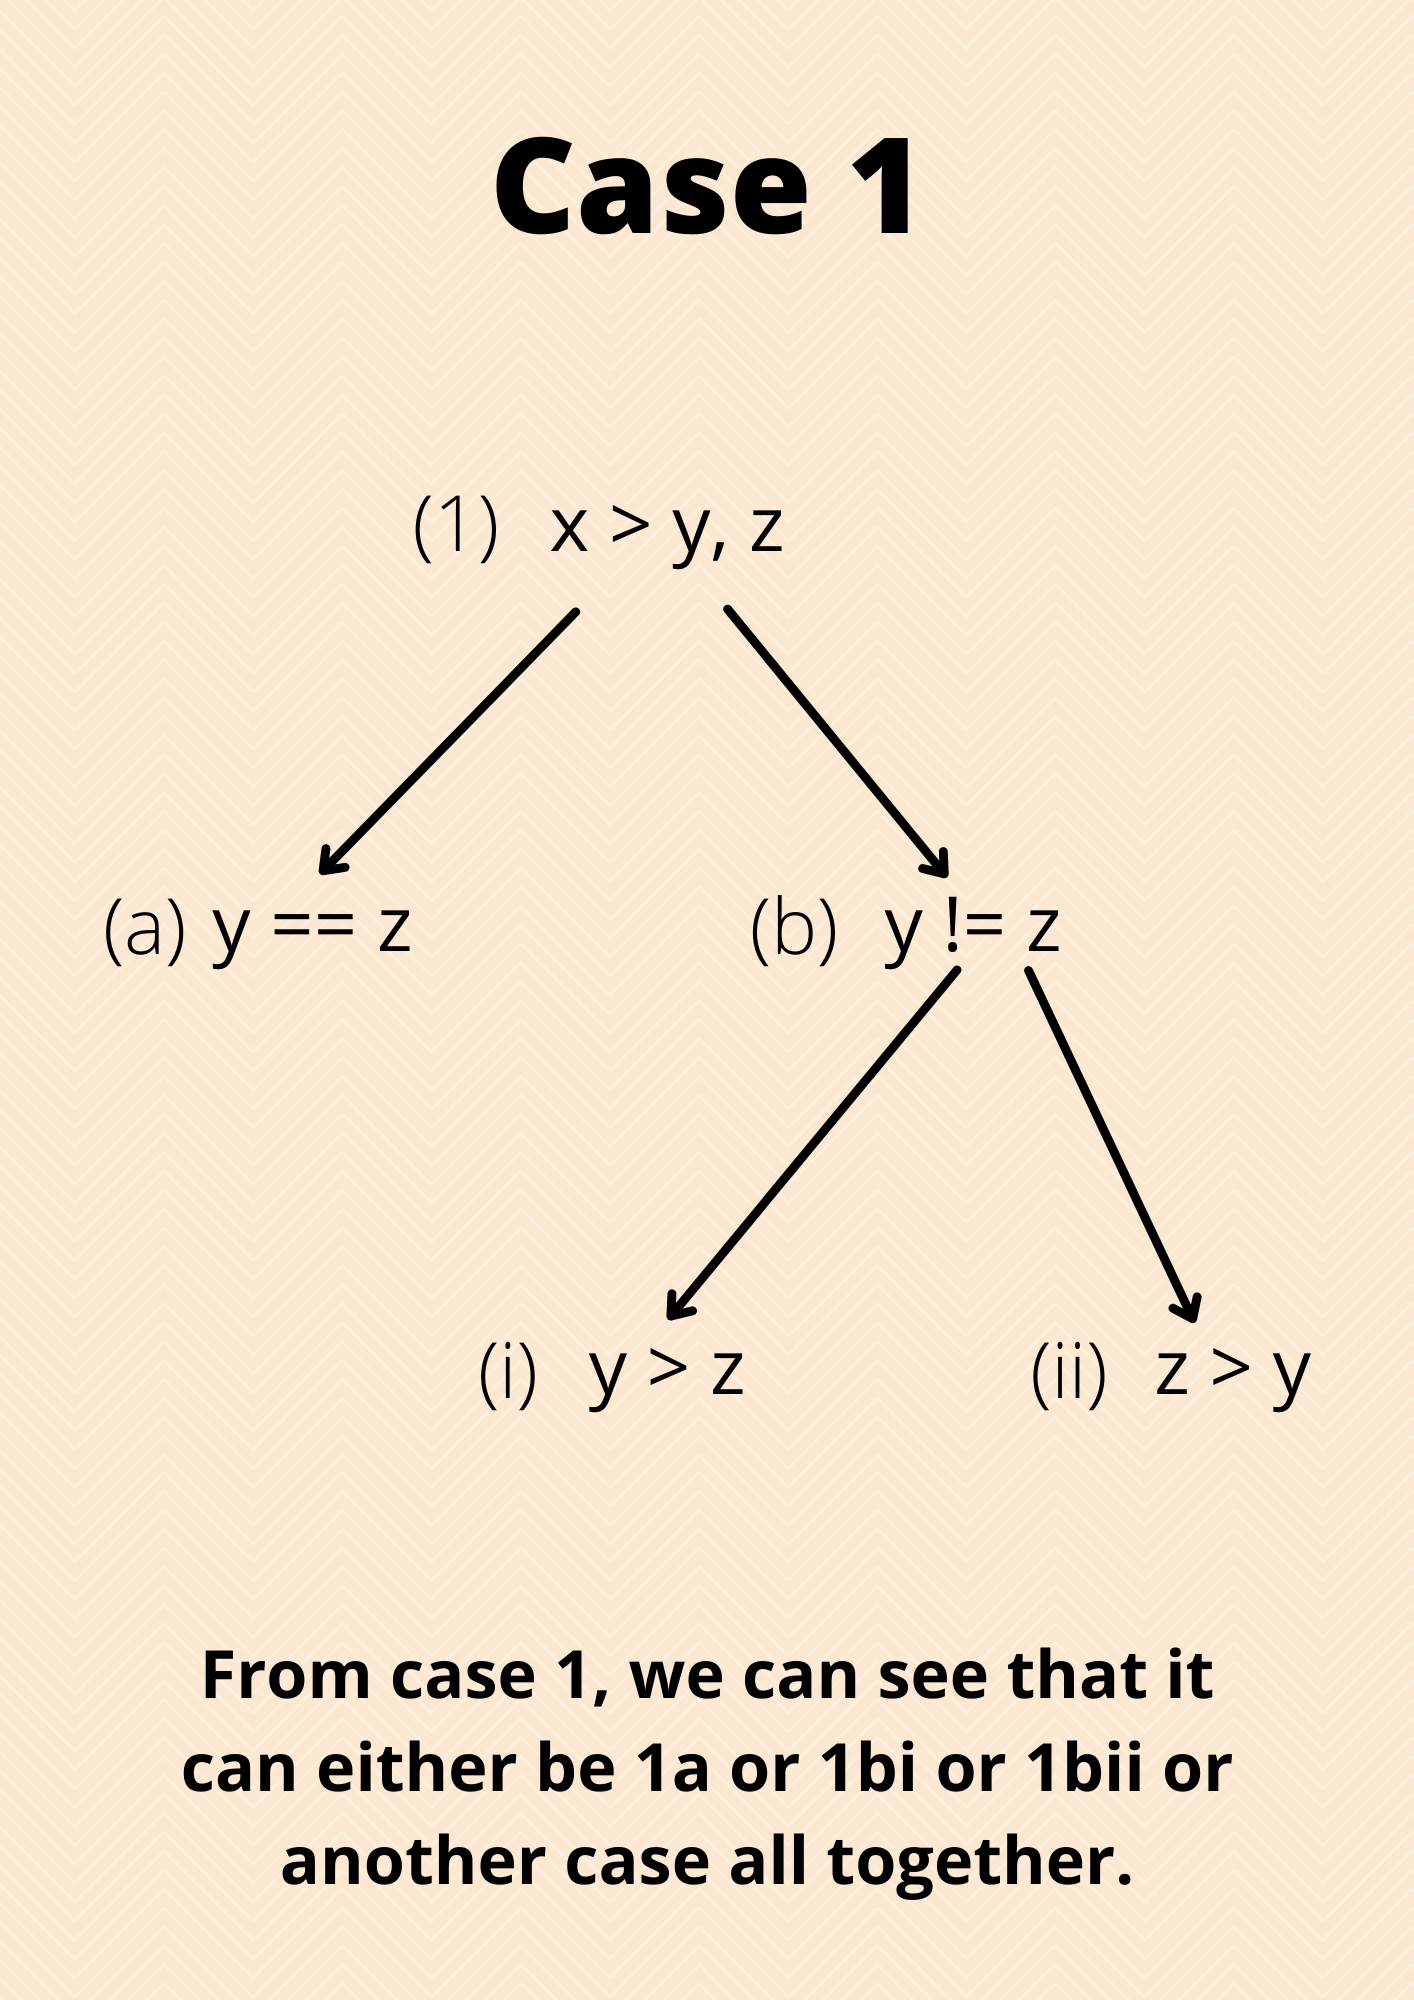 Case 1
(1) x > y, z
(a) y == z
(b) y != z
(i) y > z
(ii) z > y
From case 1, we can see that it
can either be 1a or 1bi or 1bii or
another case all together.